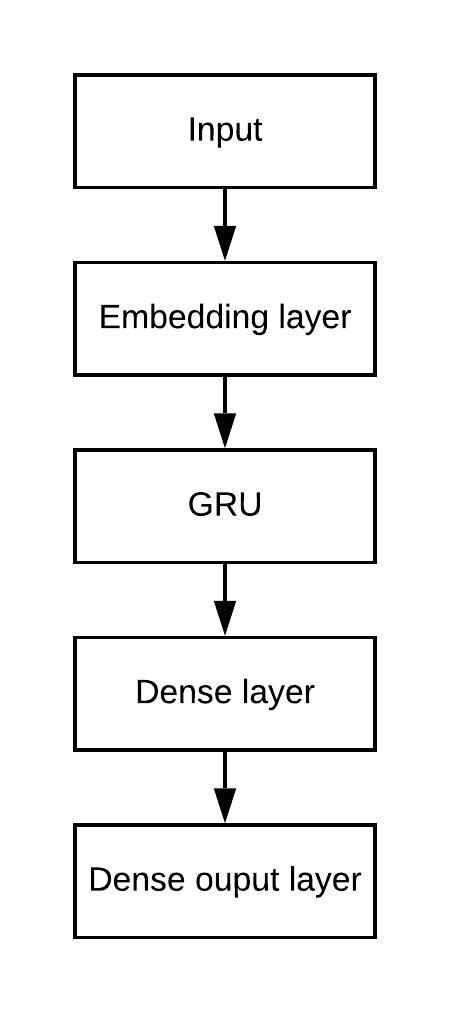 Input
Embedding layer
GRU
Dense layer
Dense ouput layer